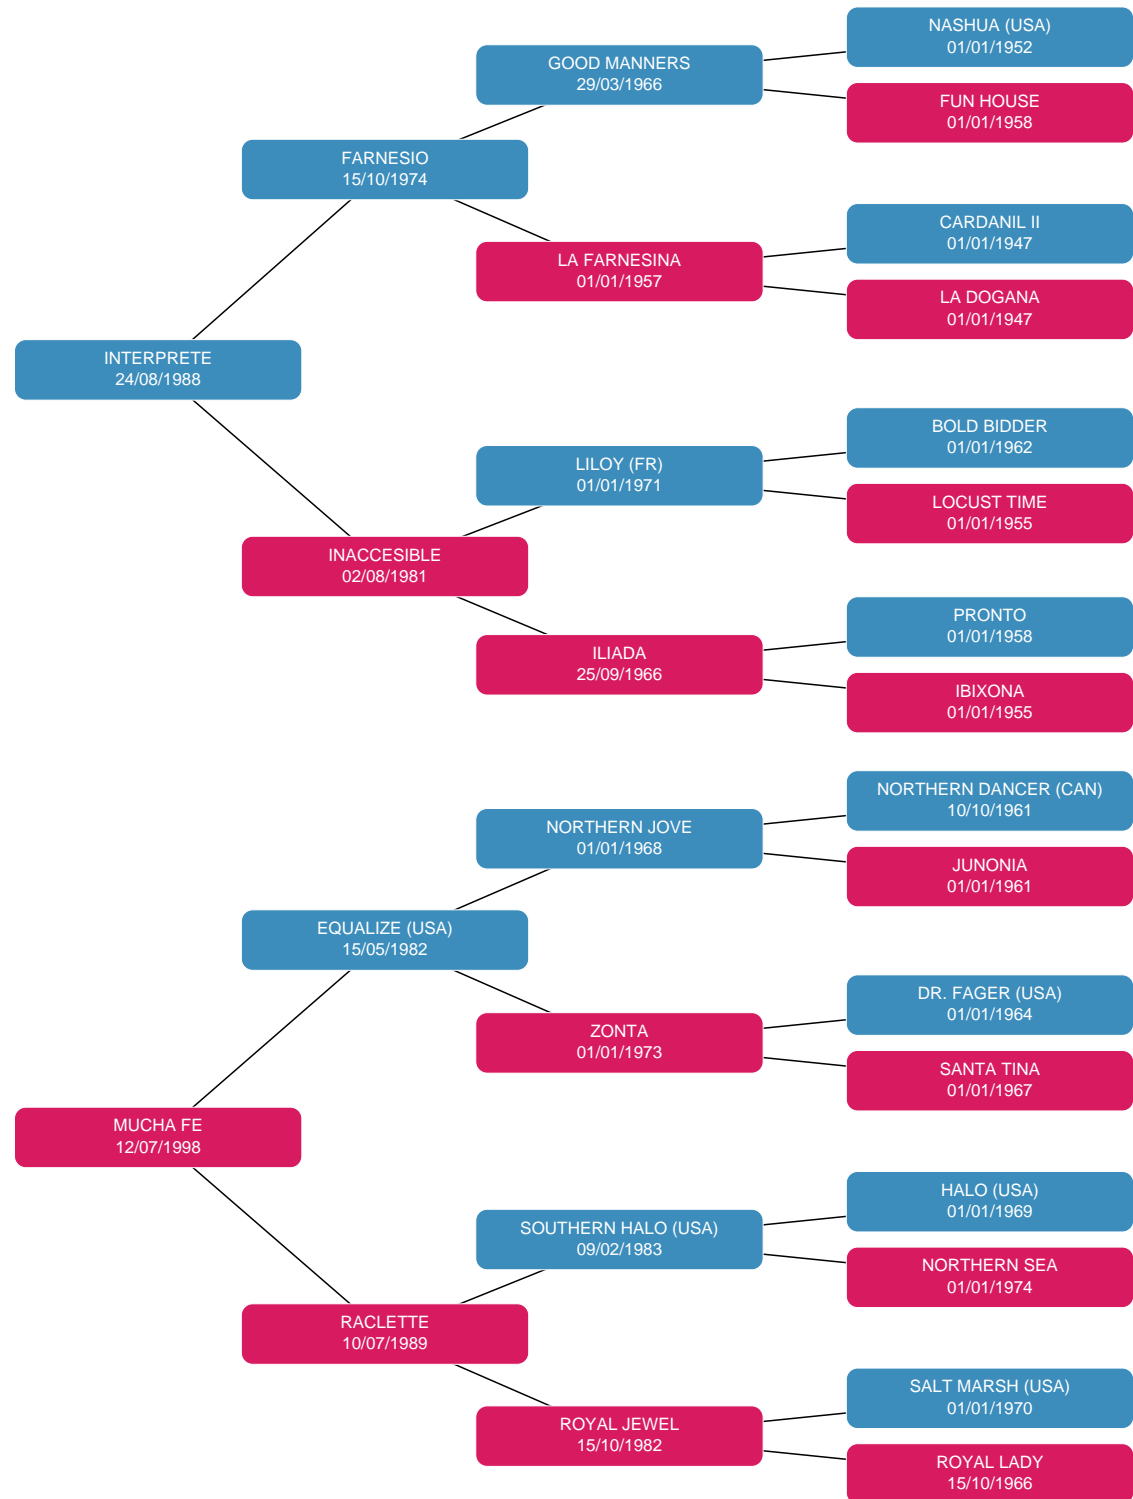 NASHUA (USA)
01/01/1952
GOOD MANNERS
29/03/1966
FUN HOUSE
01/01/1958
FARNESIO
15/10/1974
CARDANIL II
01/01/1947
LA FARNESINA
01/01/1957
LA DOGANA
01/01/1947
INTERPRETE
24/08/1988
BOLD BIDDER
01/01/1962
LILOY (FR)
01/01/1971
LOCUST TIME
01/01/1955
INACCESIBLE
02/08/1981
PRONTO
01/01/1958
ILIADA
25/09/1966
IBIXONA
01/01/1955
NORTHERN DANCER (CAN)
10/10/1961
NORTHERN JOVE
01/01/1968
JUNONIA
01/01/1961
EQUALIZE (USA)
15/05/1982
DR. FAGER (USA)
01/01/1964
ZONTA
01/01/1973
SANTA TINA
01/01/1967
MUCHA FE
12/07/1998
HALO (USA)
01/01/1969
SOUTHERN HALO (USA)
09/02/1983
NORTHERN SEA
01/01/1974
RACLETTE
10/07/1989
SALT MARSH (USA)
01/01/1970
ROYAL JEWEL
15/10/1982
ROYAL LADY
15/10/1966